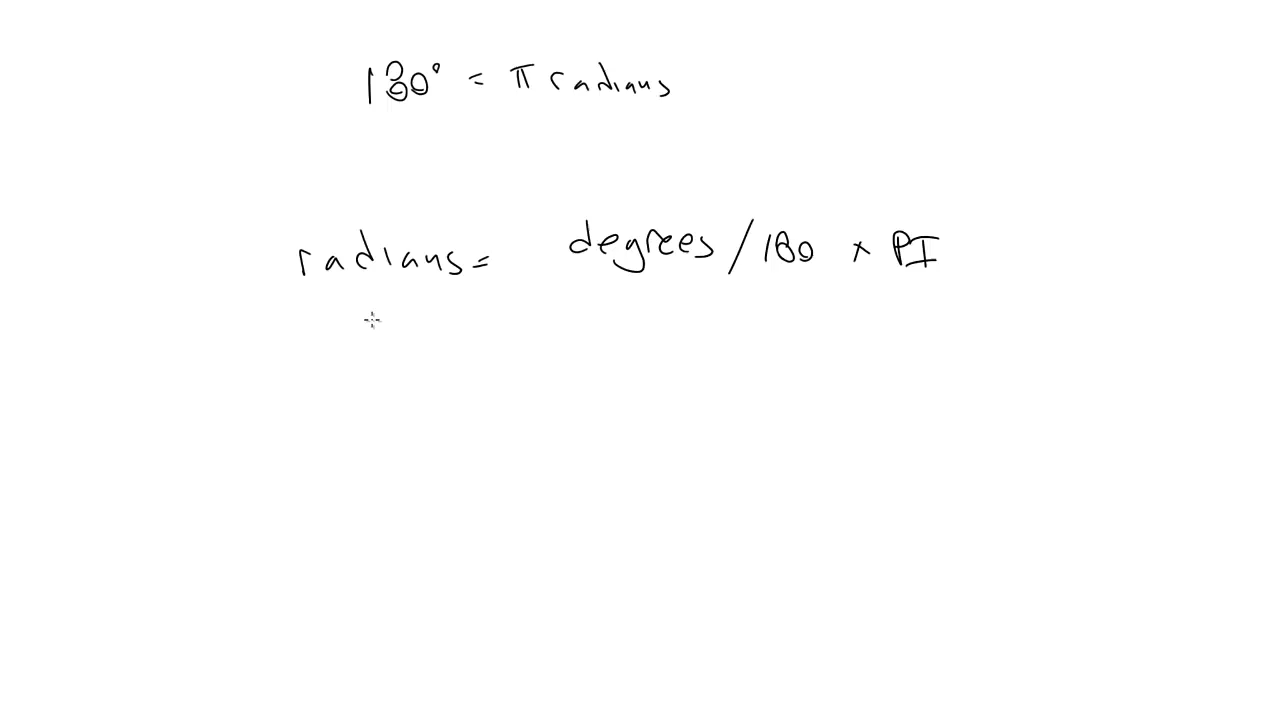 180° = π radians
radians = degrees / 180 × PI